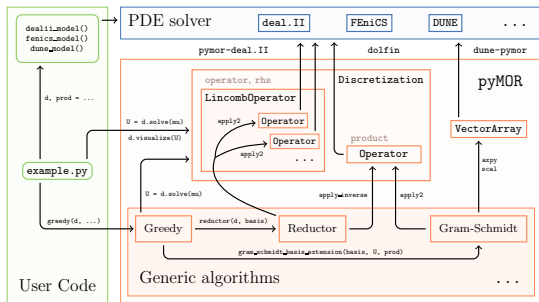 dealii_model()
fenics_model()
dune_model()
PDE solver
deal.II
FEniCS
DUNE
...
pymor-deal.II
dolfin
dune-pymor
d, prod = ...
operator, rhs
Discretization
pyMOR
LincombOperator
U = d.solve(mu)
d.visualize(U)
apply2
Operator
Operator
apply2
...
product
Operator
VectorArray
example.py
U = d.solve(mu)
apply_inverse
apply2
axpy
scal
greedy(d, ...)
Greedy
reductor(d, basis)
Reductor
Gram-Schmidt
gram_schmidt_basis_extension(basis, U, prod)
User Code
Generic algorithms
...